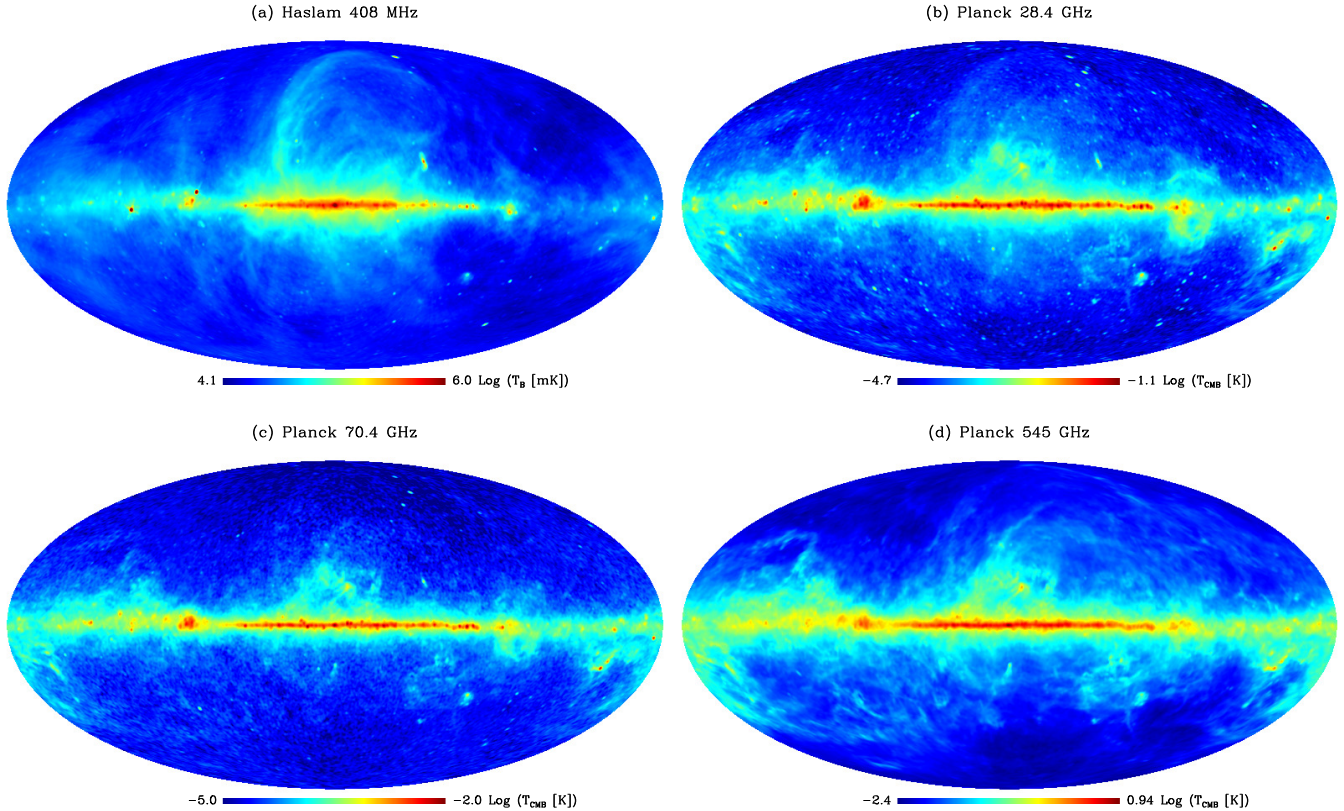 (a) Haslam 408 MHz
(b) Planck 28.4 GHz
4.1 6.0 Log (T_B [mK])
−4.7 −1.1 Log (T_CMB [K])
(c) Planck 70.4 GHz
(d) Planck 545 GHz
−5.0 −2.0 Log (T_CMB [K])
−2.4 0.94 Log (T_CMB [K])